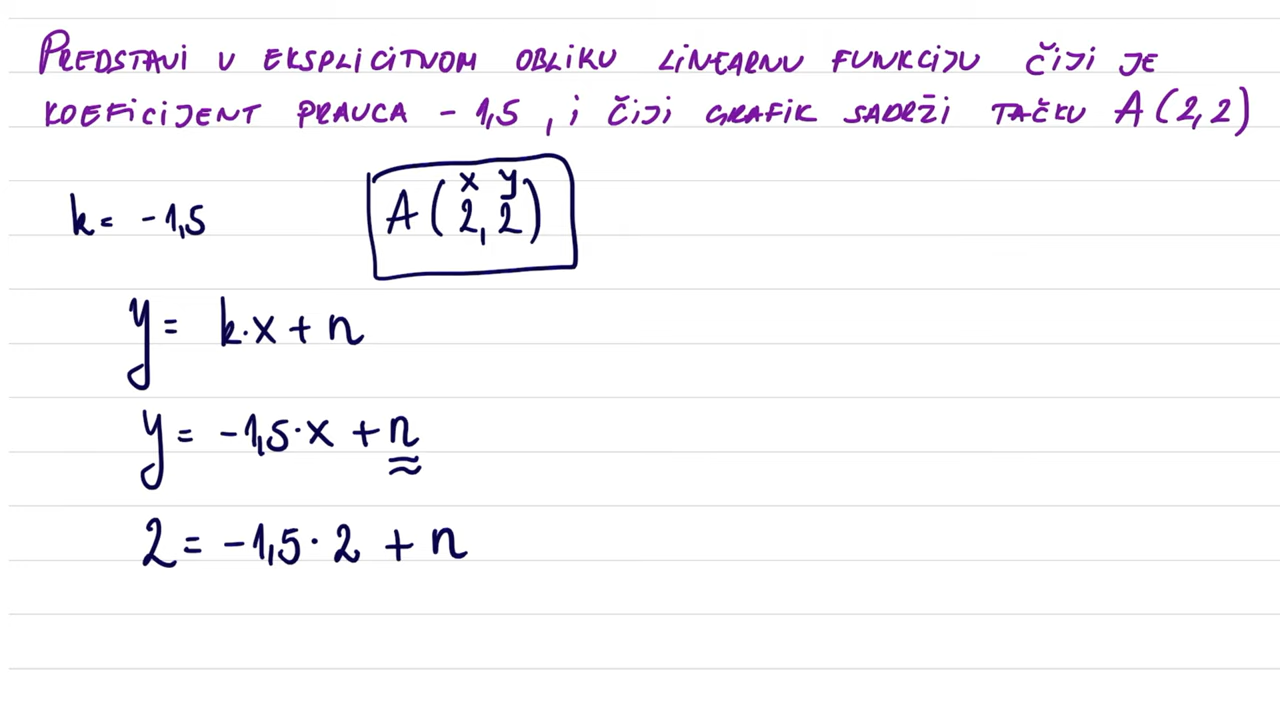 PREDSTAVI U EKSPLICITNOM OBLIKU LINEARNU FUNKCIJU ČIJI JE
KOEFICIJENT PRAVCA -1,5, i ČIJI GRAFIK SADRŽI TAČKU A(2,2)
x y
k = -1,5 A(2, 2)
y = k·x + n
y = -1,5·x + n
2 = -1,5·2 + n